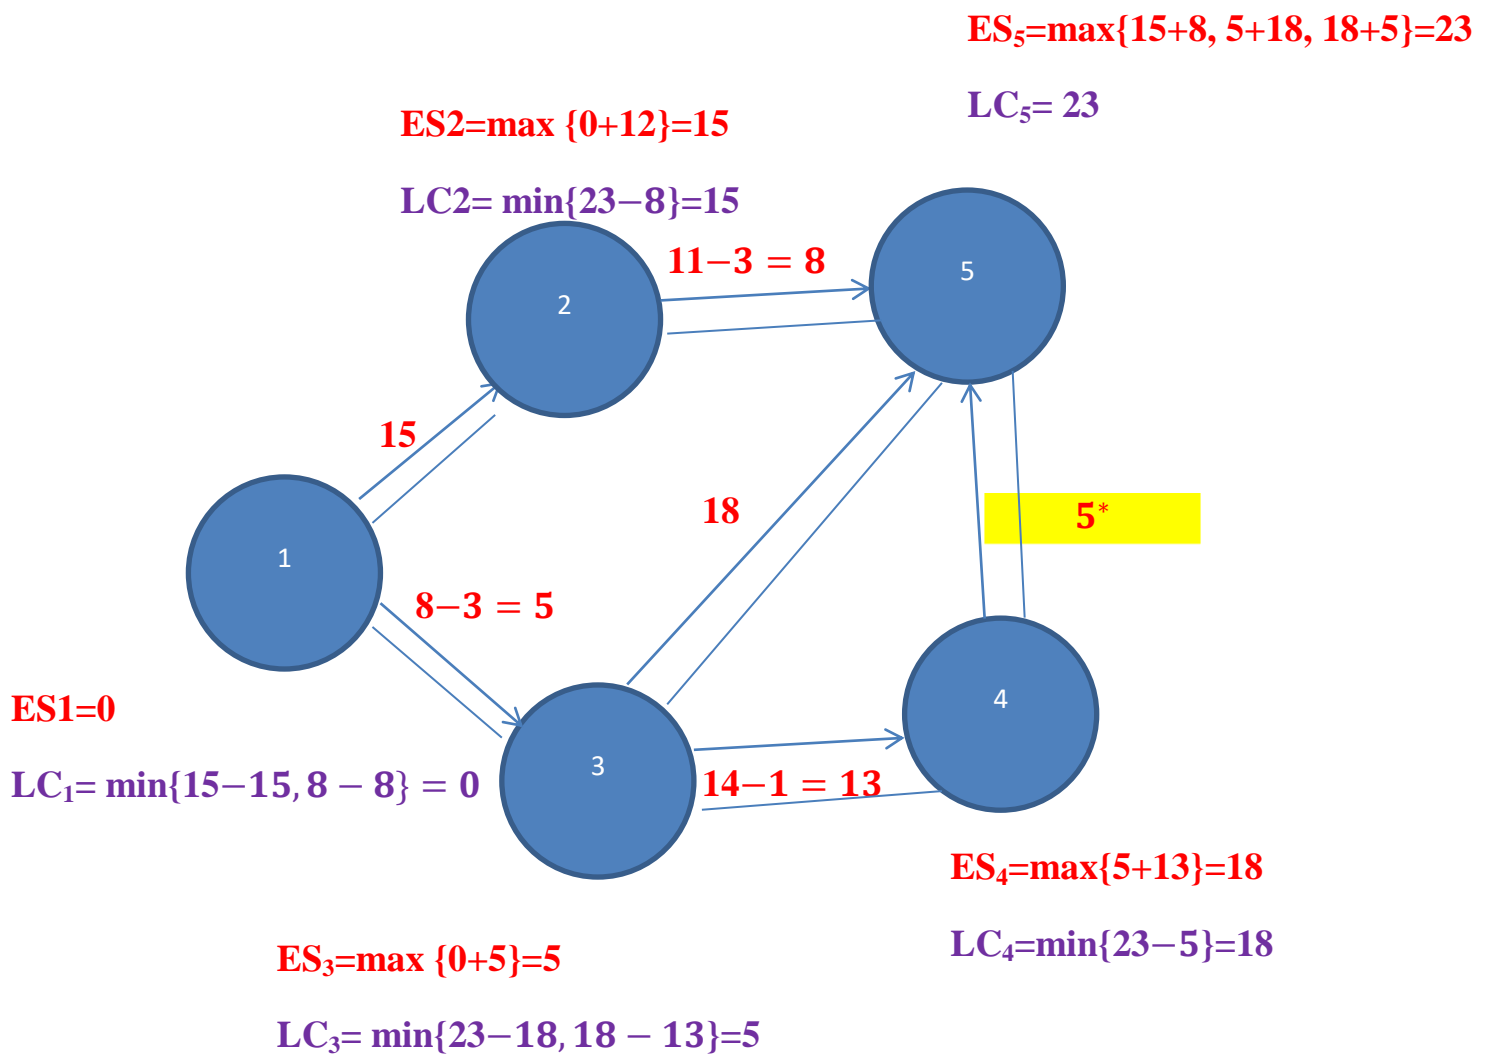 ES₅=max{15+8, 5+18, 18+5}=23
LC₅= 23
ES2=max {0+12}=15
LC2= min{23−8}=15
11−3 = 8
5
2
15
18
5*
1
8−3 = 5
ES1=0
4
3
LC₁= min{15−15, 8 − 8} = 0
14−1 = 13
ES₄=max{5+13}=18
LC₄=min{23−5}=18
ES₃=max {0+5}=5
LC₃= min{23−18, 18 − 13}=5